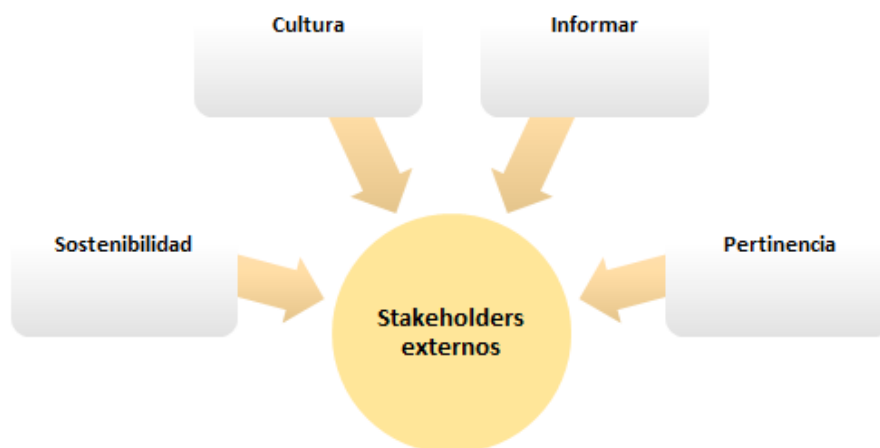 Cultura
Informar
Sostenibilidad
Pertinencia
Stakeholders
externos